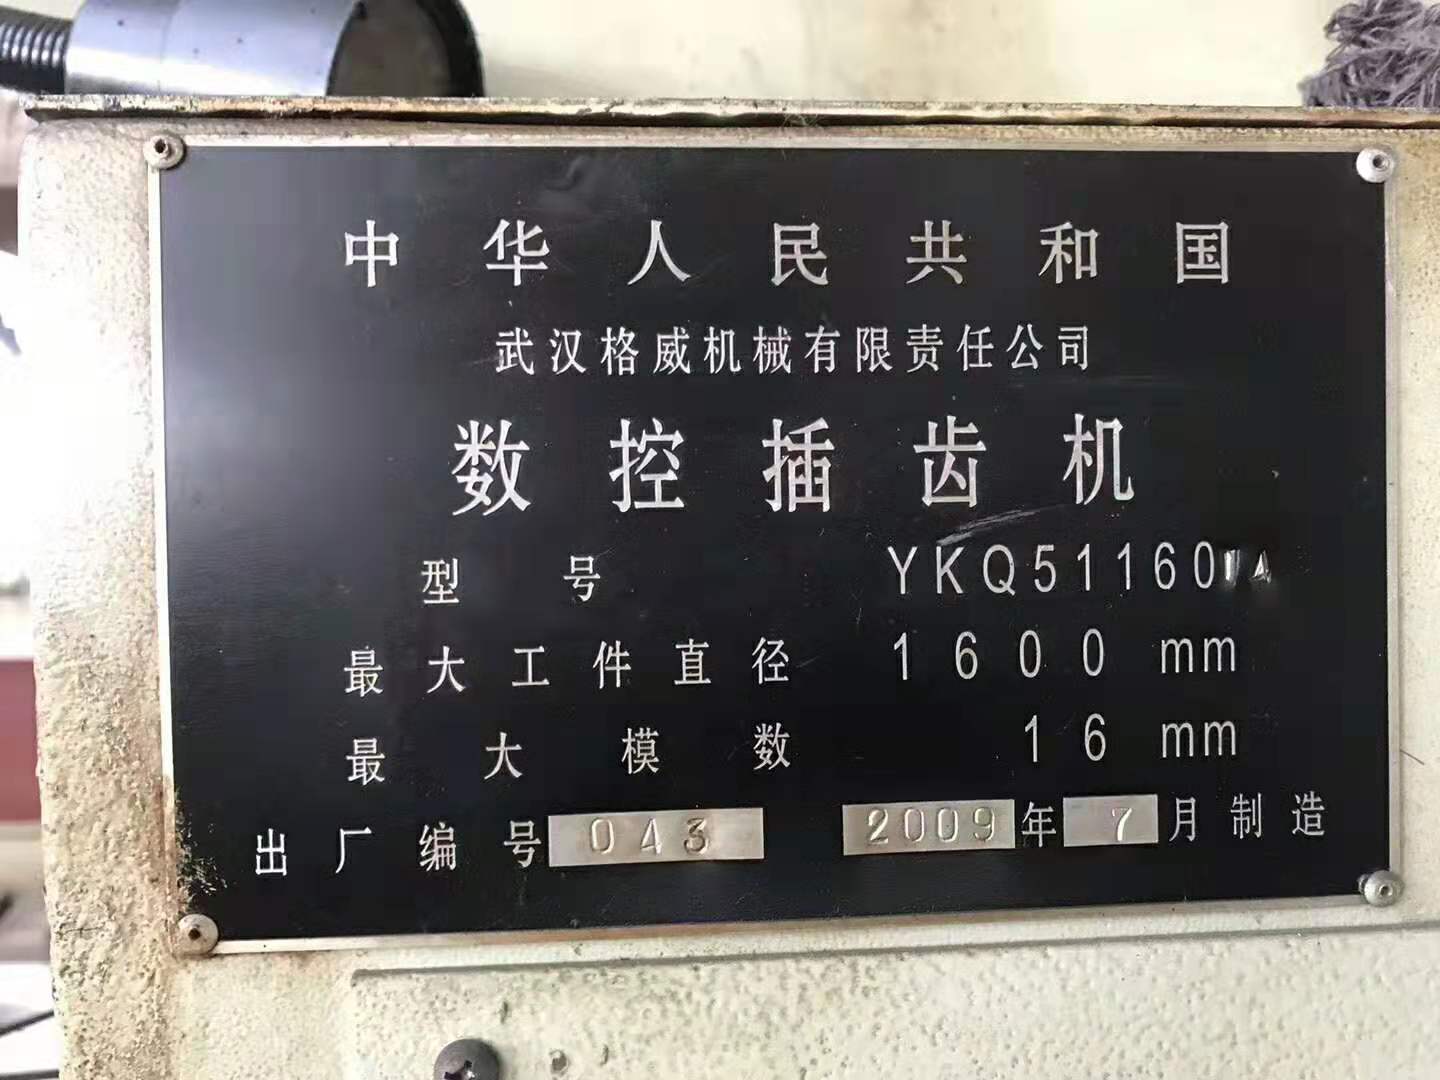 中华人民共和国
武汉格威机械有限责任公司
数控插齿机
型号 YKQ51160
最大工件直径 1600 mm
最大模数 16 mm
出厂编号 043 2009年 7月制造